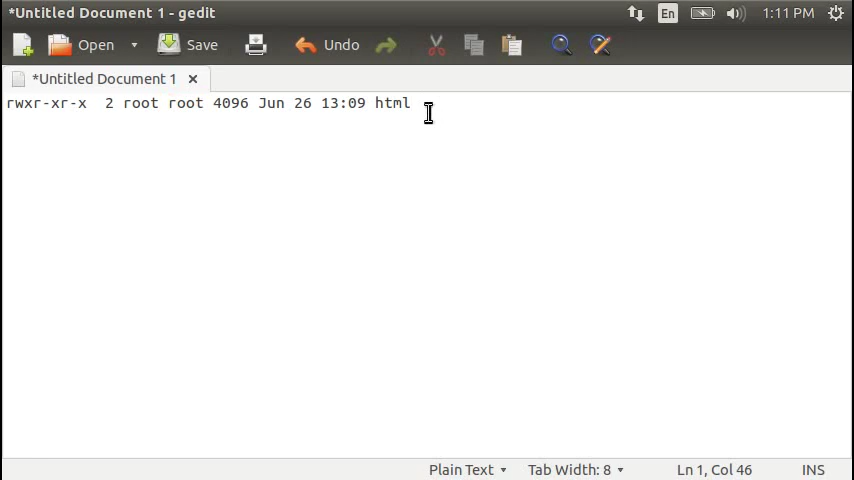 *Untitled Document 1 - gedit
En
1:11 PM
Open
Save
Undo
*Untitled Document 1
rwxr-xr-x  2 root root 4096 Jun 26 13:09 html
Plain Text
Tab Width: 8
Ln 1, Col 46
INS